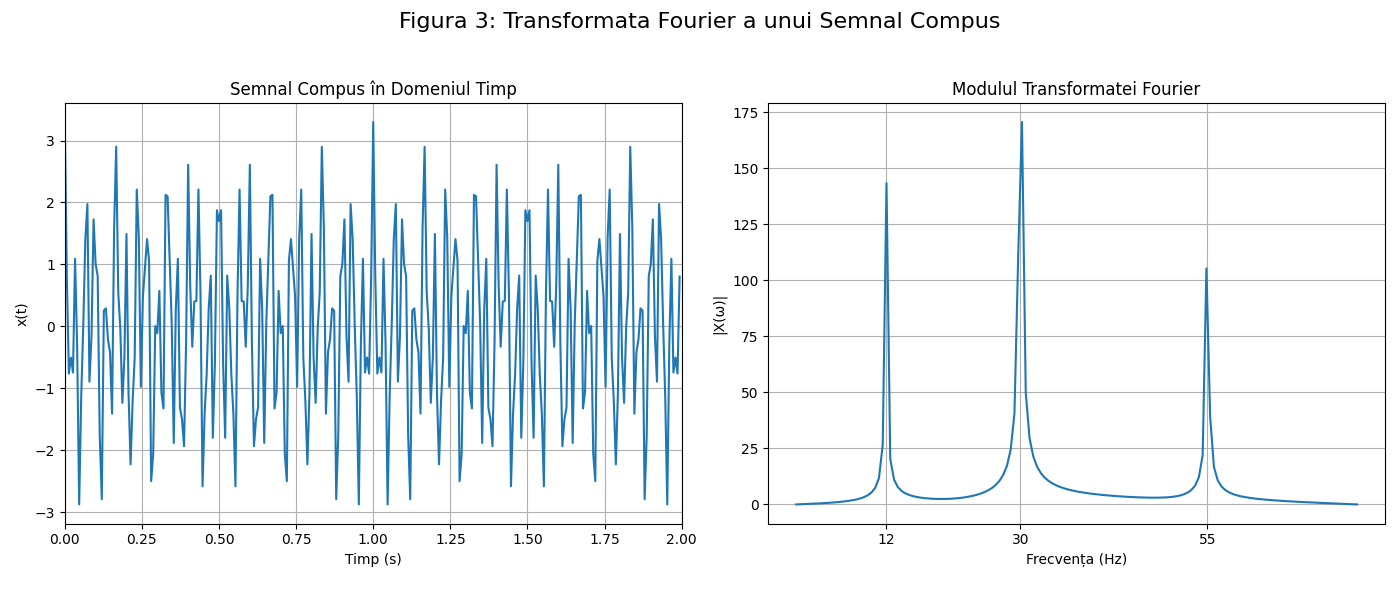 Figura 3: Transformata Fourier a unui Semnal Compus
Semnal Compus în Domeniul Timp
x(t)
3
2
1
0
−1
−2
−3
0.00 0.25 0.50 0.75 1.00 1.25 1.50 1.75 2.00
Timp (s)
Modulul Transformatei Fourier
|X(ω)|
175
150
125
100
75
50
25
0
12 30 55
Frecvența (Hz)